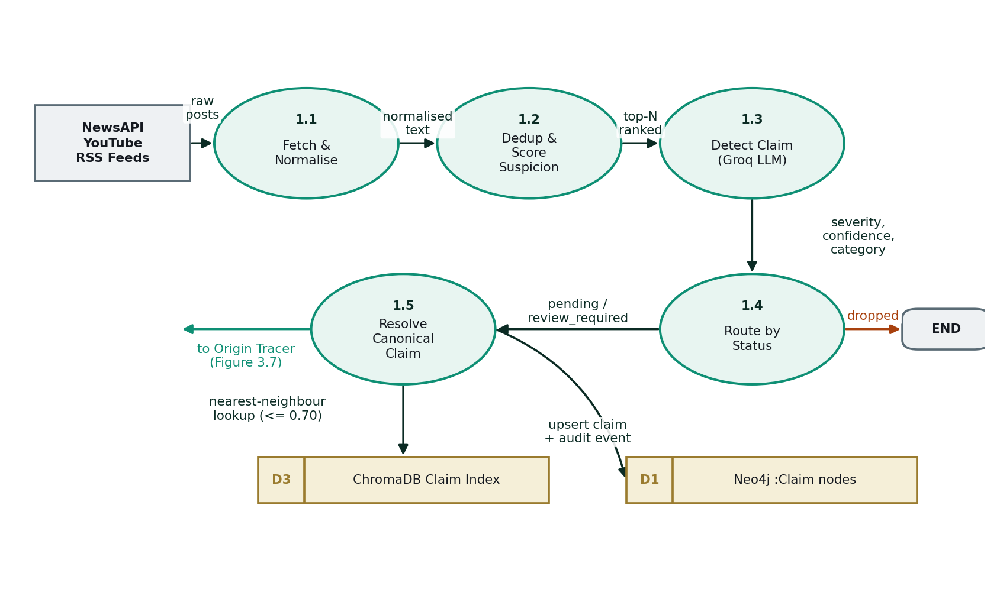 raw
posts
NewsAPI
YouTube
RSS Feeds
1.1
Fetch &
Normalise
normalised
text
1.2
Dedup &
Score
Suspicion
top-N
ranked
1.3
Detect Claim
(Groq LLM)
severity,
confidence,
category
1.4
Route by
Status
dropped
END
pending /
review_required
1.5
Resolve
Canonical
Claim
to Origin Tracer
(Figure 3.7)
nearest-neighbour
lookup (<= 0.70)
upsert claim
+ audit event
D3
ChromaDB Claim Index
D1
Neo4j :Claim nodes